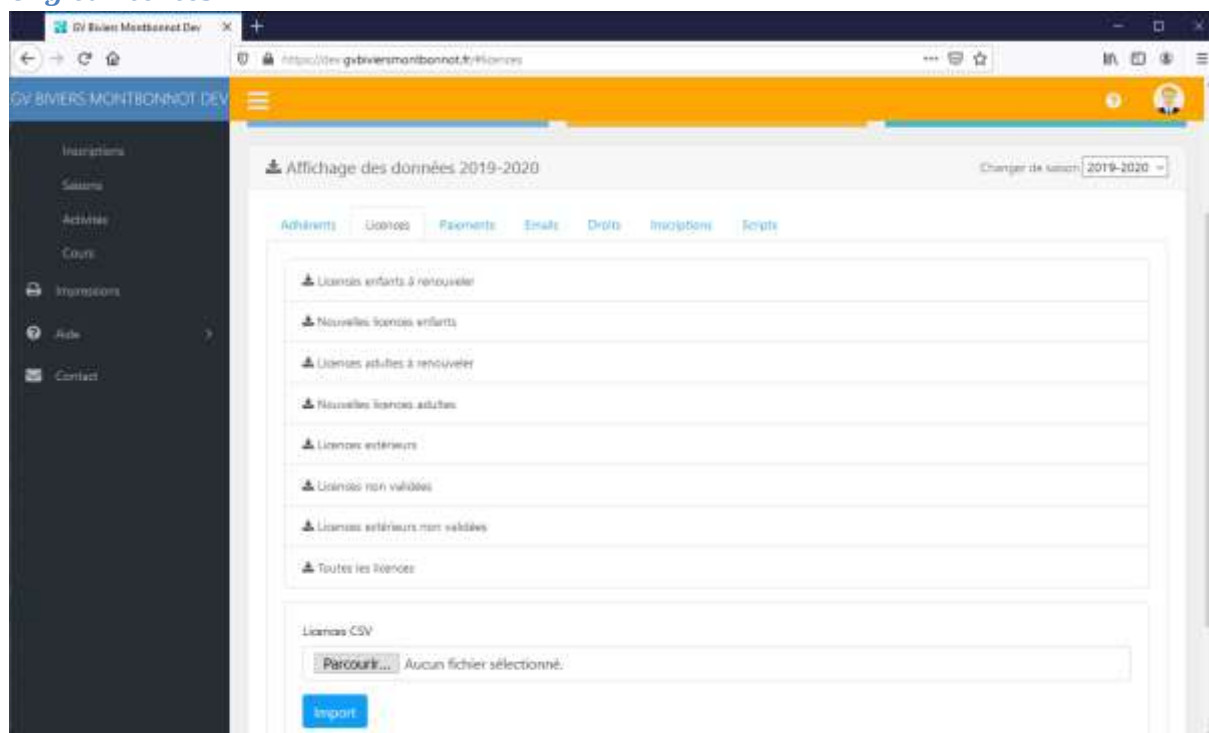 GV Biviers Montbonnot Dev
https://dev.gvbiviersmontbonnot.fr/#licences
GV BIVIERS MONTBONNOT DEV
Inscriptions
Saisons
Activités
Cours
Impressions
Aide
Contact
Affichage des données 2019-2020
Changer de saison 2019-2020
Adhérents Licences Paiements Emails Droits Inscriptions Scripts
Licences enfants à renouveler
Nouvelles licences enfants
Licences adultes à renouveler
Nouvelles licences adultes
Licences extérieurs
Licences non validées
Licences extérieurs non validées
Toutes les licences
Licences CSV
Parcourir... Aucun fichier sélectionné.
Import